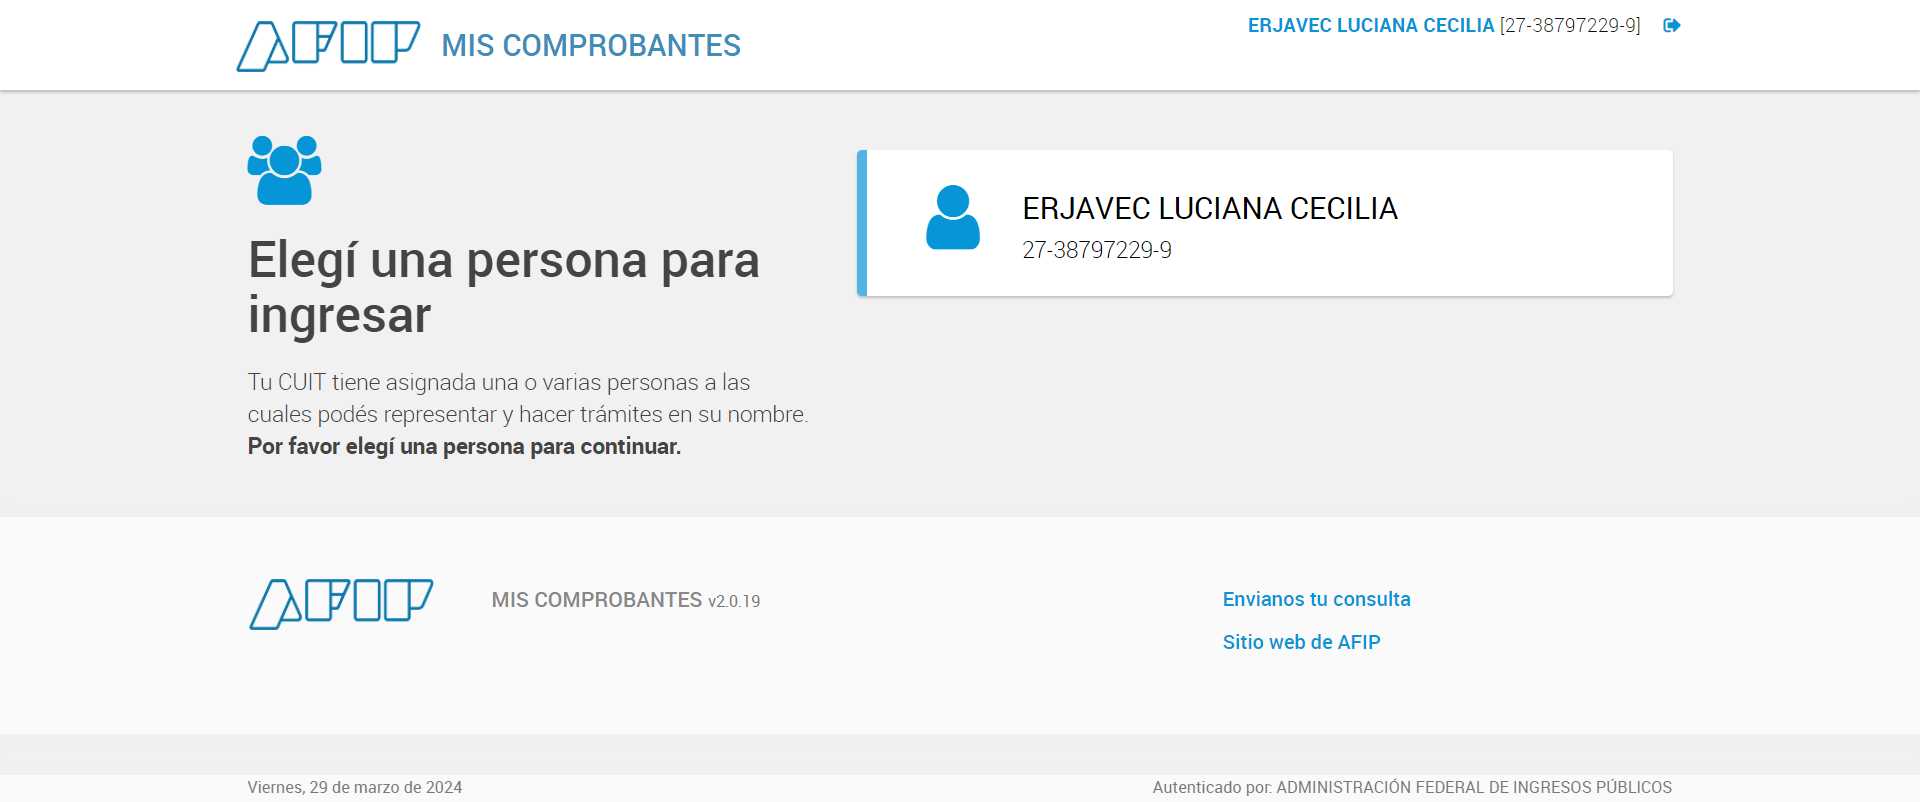 AFIP MIS COMPROBANTES
ERJAVEC LUCIANA CECILIA [27-38797229-9]
Elegí una persona para
ingresar
Tu CUIT tiene asignada una o varias personas a las
cuales podés representar y hacer trámites en su nombre.
Por favor elegí una persona para continuar.
ERJAVEC LUCIANA CECILIA
27-38797229-9
AFIP
MIS COMPROBANTES v2.0.19
Envianos tu consulta
Sitio web de AFIP
Viernes, 29 de marzo de 2024
Autenticado por: ADMINISTRACIÓN FEDERAL DE INGRESOS PÚBLICOS